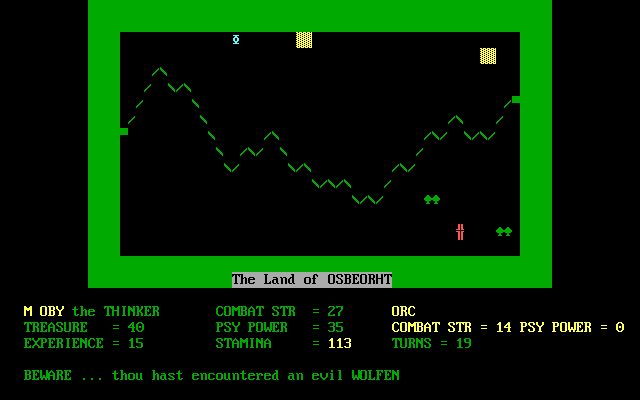 The Land of OSBEORHT
M OBY the THINKER COMBAT STR = 27 ORC
TREASURE = 40 PSY POWER = 35 COMBAT STR = 14 PSY POWER = 0
EXPERIENCE = 15 STAMINA = 113 TURNS = 19
BEWARE ... thou hast encountered an evil WOLFEN